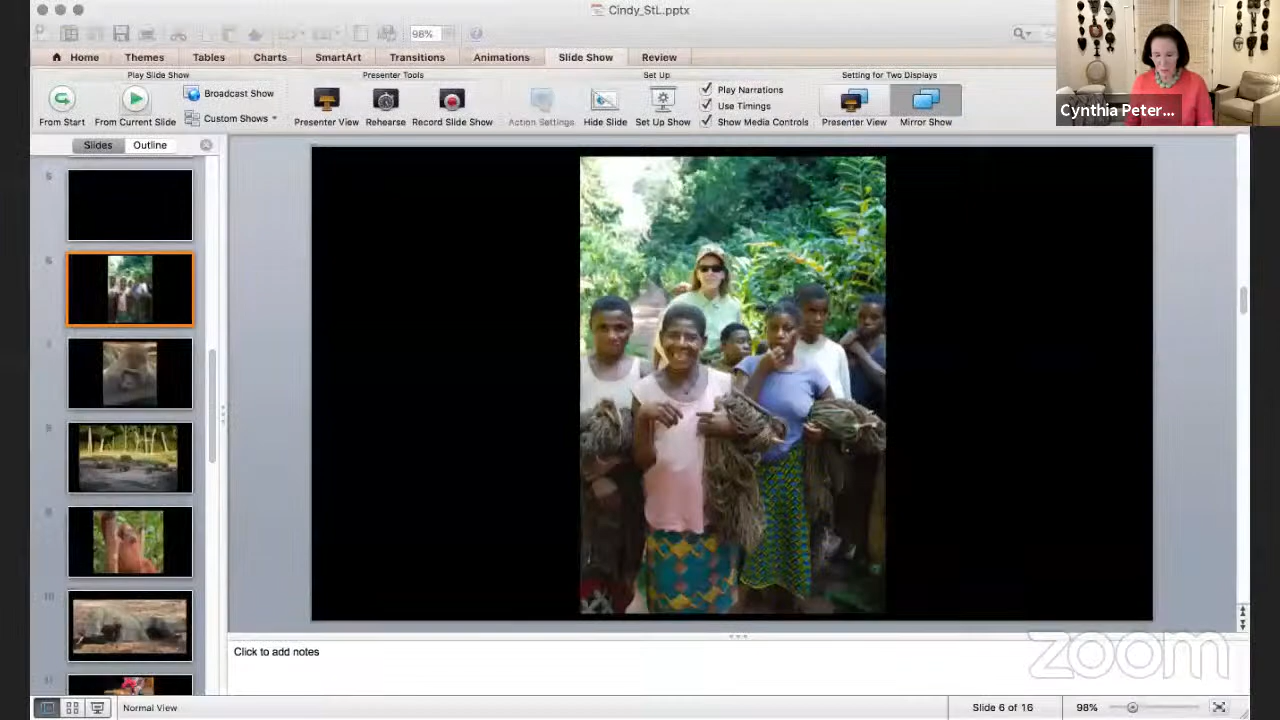 Cindy_StL.pptx
98%
Home Themes Tables Charts SmartArt Transitions Animations Slide Show Review
Play Slide Show Presenter Tools Set Up Setting for Two Displays
Broadcast Show
Custom Shows
From Start From Current Slide Presenter View Rehearse Record Slide Show Action Settings Hide Slide Set Up Show
Play Narrations
Use Timings
Show Media Controls
Presenter View Mirror Show
Cynthia Peter...
Slides Outline
6
10
Click to add notes
zoom
Normal View Slide 6 of 16 98%